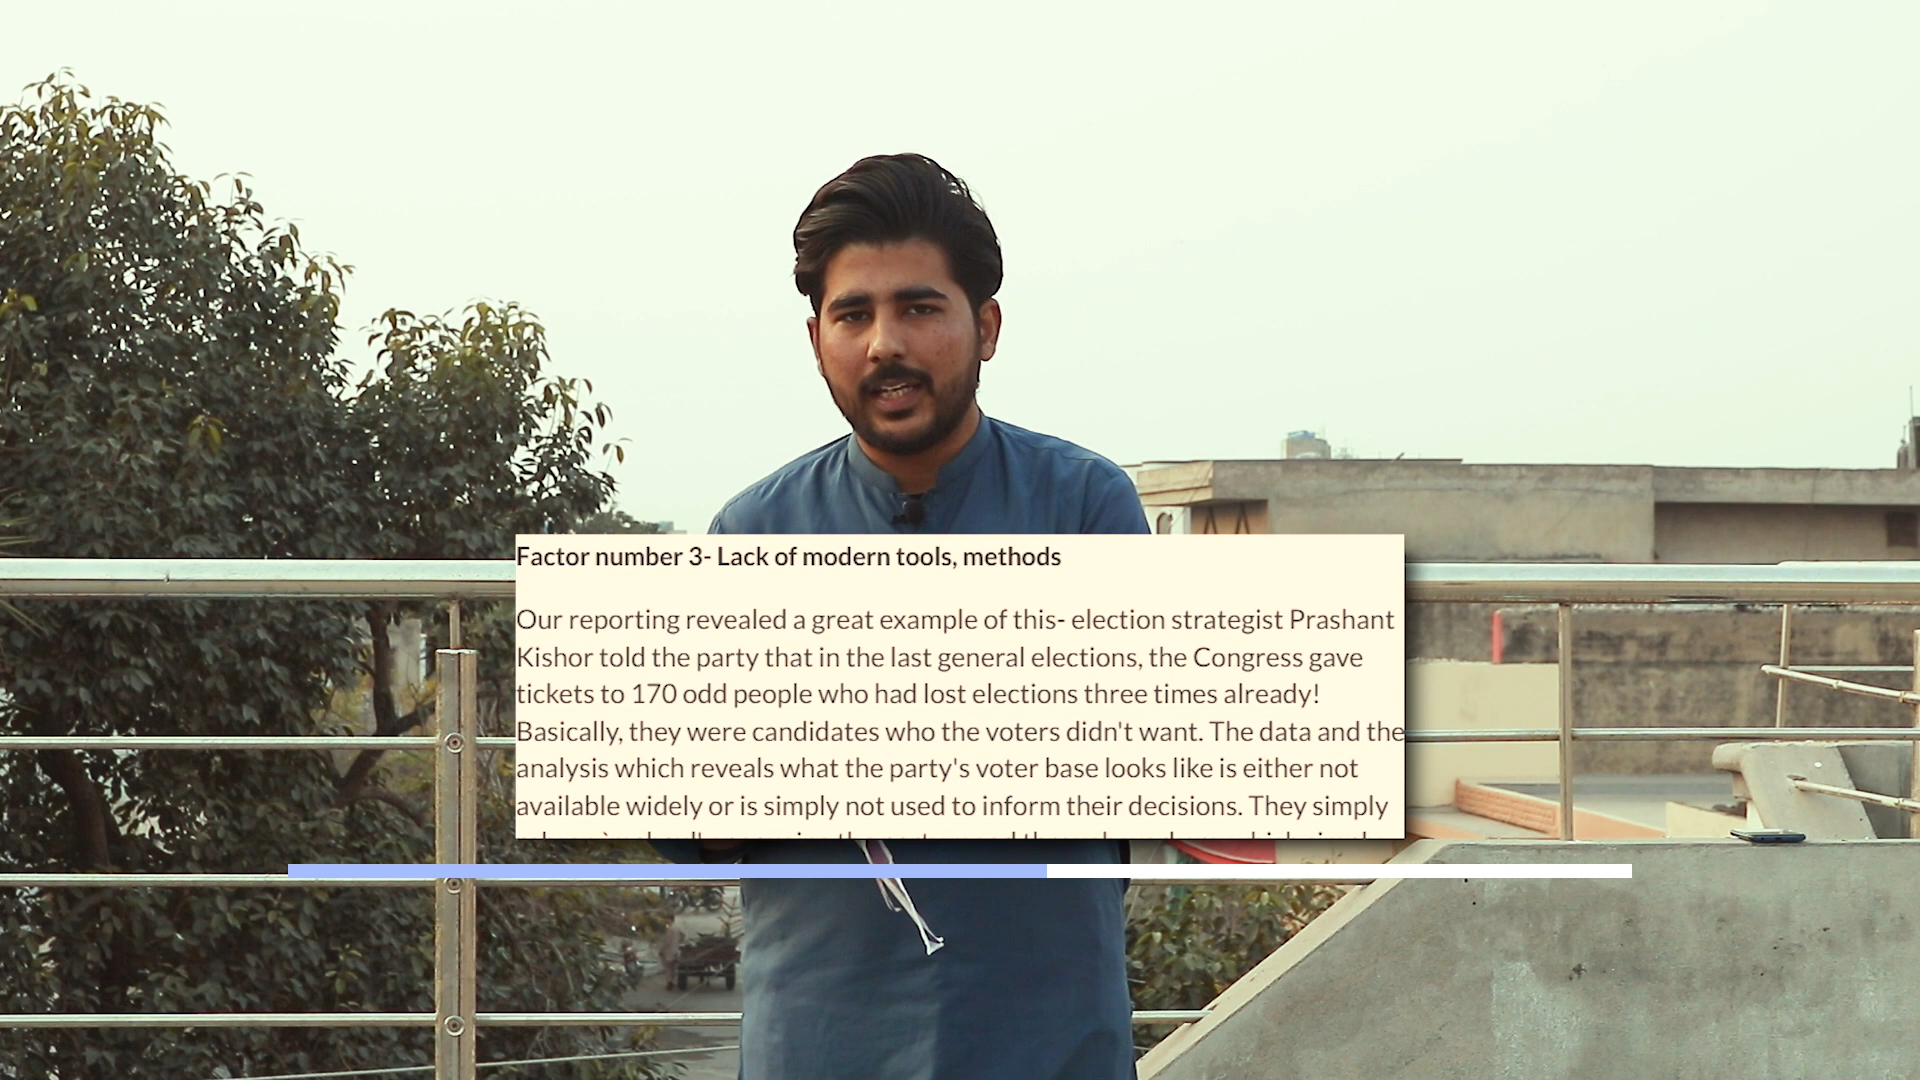 Factor number 3- Lack of modern tools, methods
Our reporting revealed a great example of this- election strategist Prashant
Kishor told the party that in the last general elections, the Congress gave
tickets to 170 odd people who had lost elections three times already!
Basically, they were candidates who the voters didn't want. The data and the
analysis which reveals what the party's voter base looks like is either not
available widely or is simply not used to inform their decisions. They simply